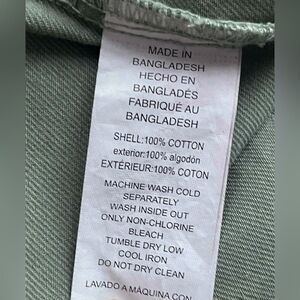 MADE IN
BANGLADESH
HECHO EN
BANGLADÉS
FABRIQUÉ AU
BANGLADESH
SHELL:100% COTTON
exterior:100% algodón
EXTÉRIEUR:100% COTON
MACHINE WASH COLD
SEPARATELY
WASH INSIDE OUT
ONLY NON-CHLORINE
BLEACH
TUMBLE DRY LOW
COOL IRON
DO NOT DRY CLEAN
LAVADO A MÁQUINA CON